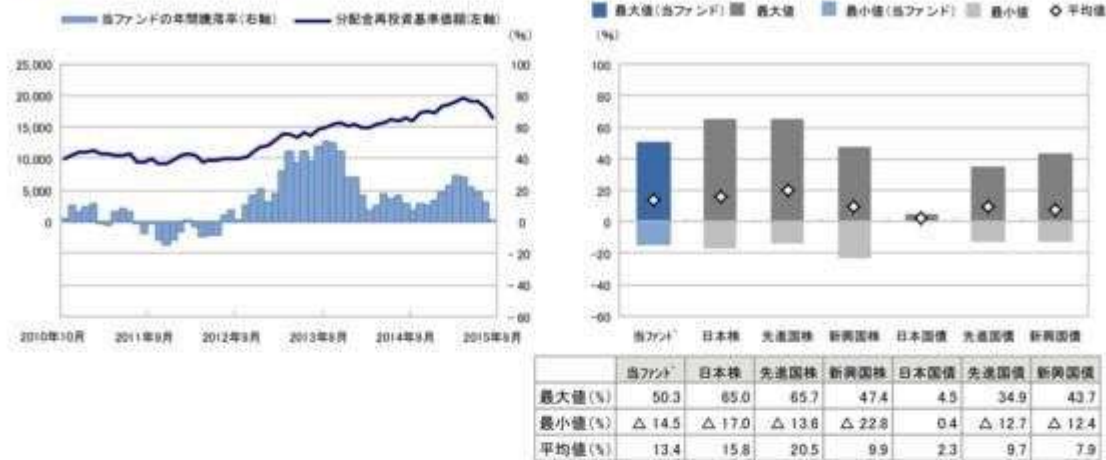 当ファンドの年間騰落率(右軸) 分配金再投資基準価額(左軸)
(%)
25,000 100
20,000 80
15,000 60
10,000 40
5,000 20
0 0
-20
-40
-60
2010年10月 2011年9月 2012年9月 2013年9月 2014年9月 2015年9月
最大値(当ファンド) 最大値 最小値(当ファンド) 最小値 平均値
(%)
100
80
60
40
20
0
-20
-40
-60
当ファンド 日本株 先進国株 新興国株 日本国債 先進国債 新興国債
当ファンド 日本株 先進国株 新興国株 日本国債 先進国債 新興国債
最大値(%) 50.3 65.0 65.7 47.4 4.5 34.9 43.7
最小値(%) △ 14.5 △ 17.0 △ 13.6 △ 22.8 0.4 △ 12.7 △ 12.4
平均値(%) 13.4 15.8 20.5 9.9 2.3 9.7 7.9